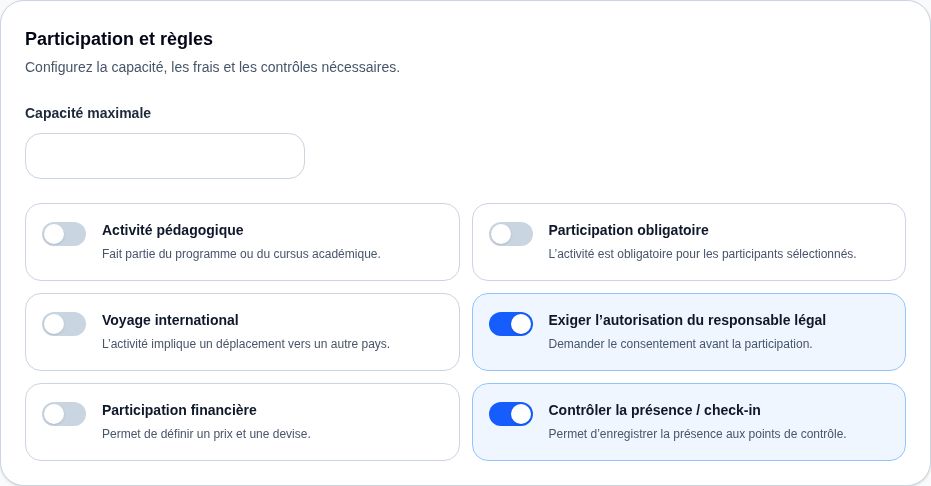 Participation et règles
Configurez la capacité, les frais et les contrôles nécessaires.
Capacité maximale
Activité pédagogique
Fait partie du programme ou du cursus académique.
Participation obligatoire
L’activité est obligatoire pour les participants sélectionnés.
Voyage international
L’activité implique un déplacement vers un autre pays.
Exiger l’autorisation du responsable légal
Demander le consentement avant la participation.
Participation financière
Permet de définir un prix et une devise.
Contrôler la présence / check-in
Permet d’enregistrer la présence aux points de contrôle.